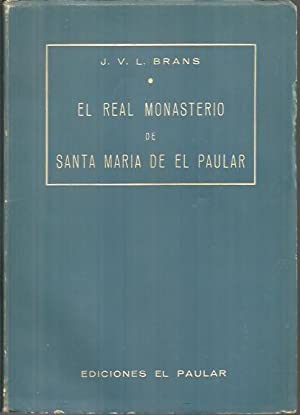 J. V. L. BRANS
EL REAL MONASTERIO
DE
SANTA MARIA DE EL PAULAR
EDICIONES EL PAULAR